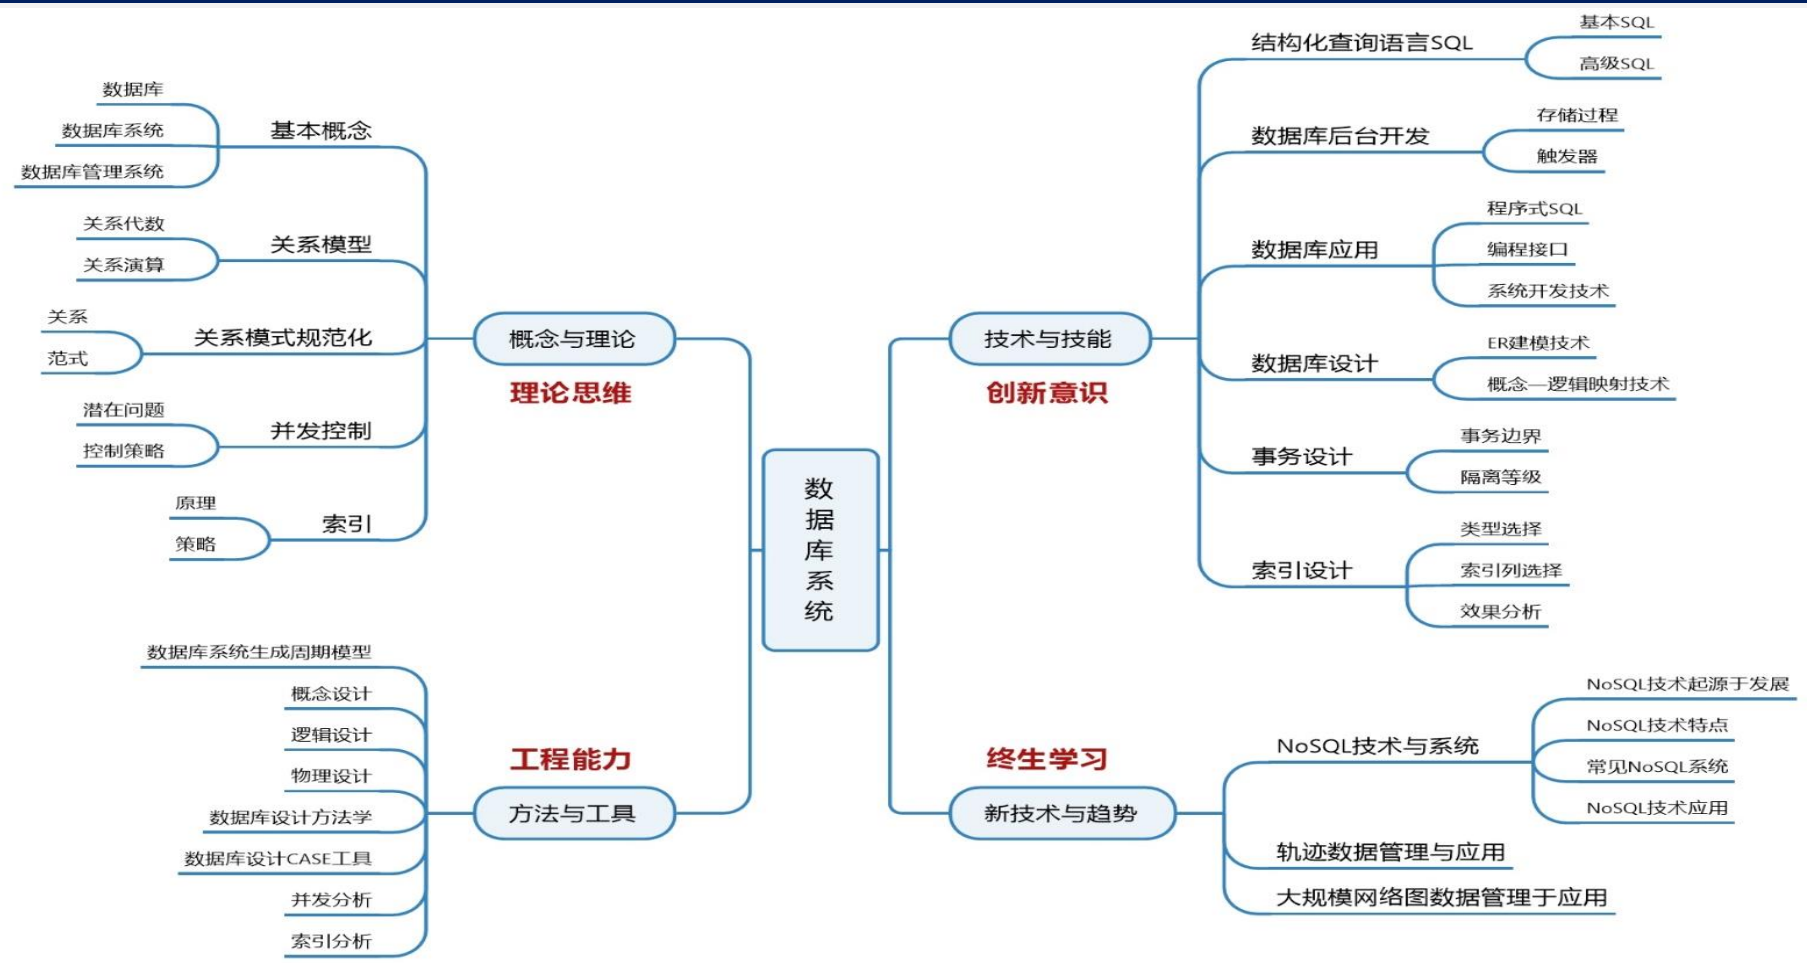 数据库
数据库系统
数据库管理系统
基本概念
关系代数
关系演算
关系模型
关系
范式
关系模式规范化
潜在问题
控制策略
并发控制
原理
策略
索引
概念与理论
理论思维
数据库系统生成周期模型
概念设计
逻辑设计
物理设计
数据库设计方法学
数据库设计CASE工具
并发分析
索引分析
工程能力
方法与工具
数
据
库
系
统
技术与技能
创新意识
结构化查询语言SQL
基本SQL
高级SQL
数据库后台开发
存储过程
触发器
数据库应用
程序式SQL
编程接口
系统开发技术
数据库设计
ER建模技术
概念—逻辑映射技术
事务设计
事务边界
隔离等级
索引设计
类型选择
索引列选择
效果分析
终生学习
新技术与趋势
NoSQL技术与系统
NoSQL技术起源于发展
NoSQL技术特点
常见NoSQL系统
NoSQL技术应用
轨迹数据管理与应用
大规模网络图数据管理于应用